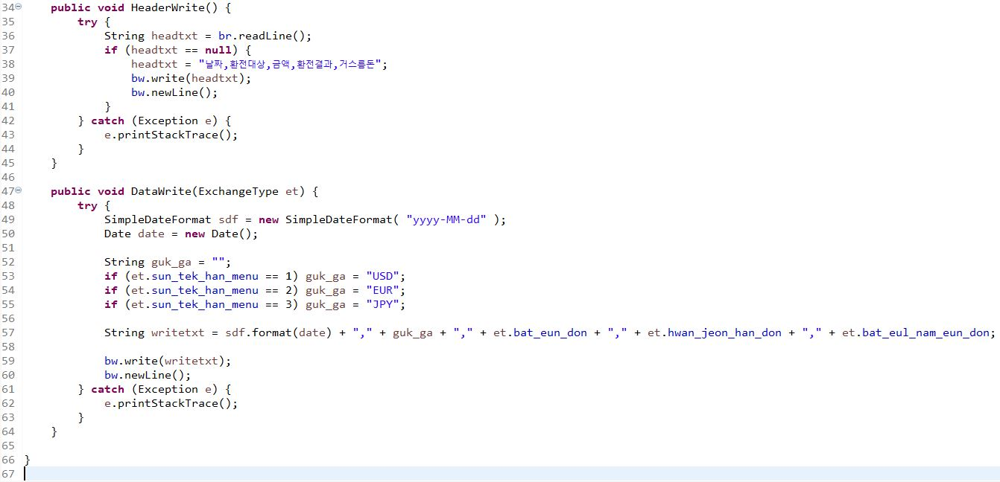 34 public void HeaderWrite() {
35 try {
36 String headtxt = br.readLine();
37 if (headtxt == null) {
38 headtxt = "날짜,환전대상,금액,환전결과,거스름돈";
39 bw.write(headtxt);
40 bw.newLine();
41 }
42 } catch (Exception e) {
43 e.printStackTrace();
44 }
45 }
46
47 public void DataWrite(ExchangeType et) {
48 try {
49 SimpleDateFormat sdf = new SimpleDateFormat( "yyyy-MM-dd" );
50 Date date = new Date();
51
52 String guk_ga = "";
53 if (et.sun_tek_han_menu == 1) guk_ga = "USD";
54 if (et.sun_tek_han_menu == 2) guk_ga = "EUR";
55 if (et.sun_tek_han_menu == 3) guk_ga = "JPY";
56
57 String writetxt = sdf.format(date) + "," + guk_ga + "," + et.bat_eun_don + "," + et.hwan_jeon_han_don + "," + et.bat_eul_nam_eun_don;
58
59 bw.write(writetxt);
60 bw.newLine();
61 } catch (Exception e) {
62 e.printStackTrace();
63 }
64 }
65
66 }
67